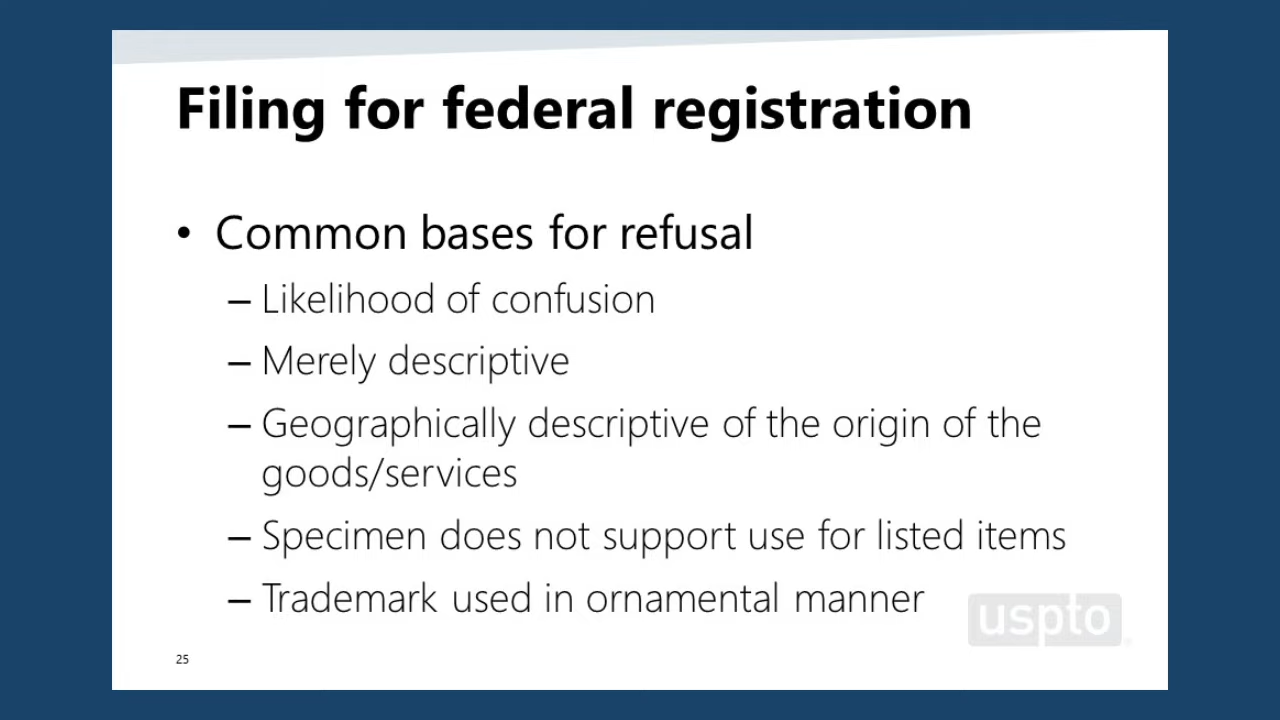 Filing for federal registration
• Common bases for refusal
– Likelihood of confusion
– Merely descriptive
– Geographically descriptive of the origin of the
goods/services
– Specimen does not support use for listed items
– Trademark used in ornamental manner
uspto
25